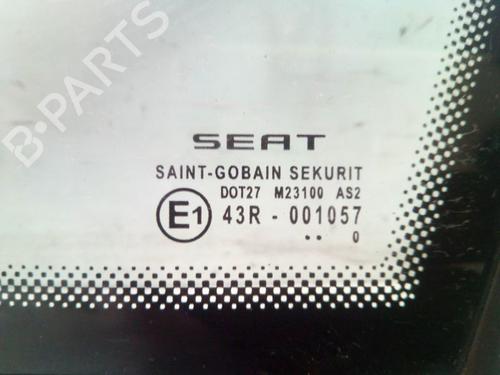 B-PARTS
SEAT
SAINT-GOBAIN SEKURIT
DOT27 M23100 AS2
E1 43R - 001057
.. 0